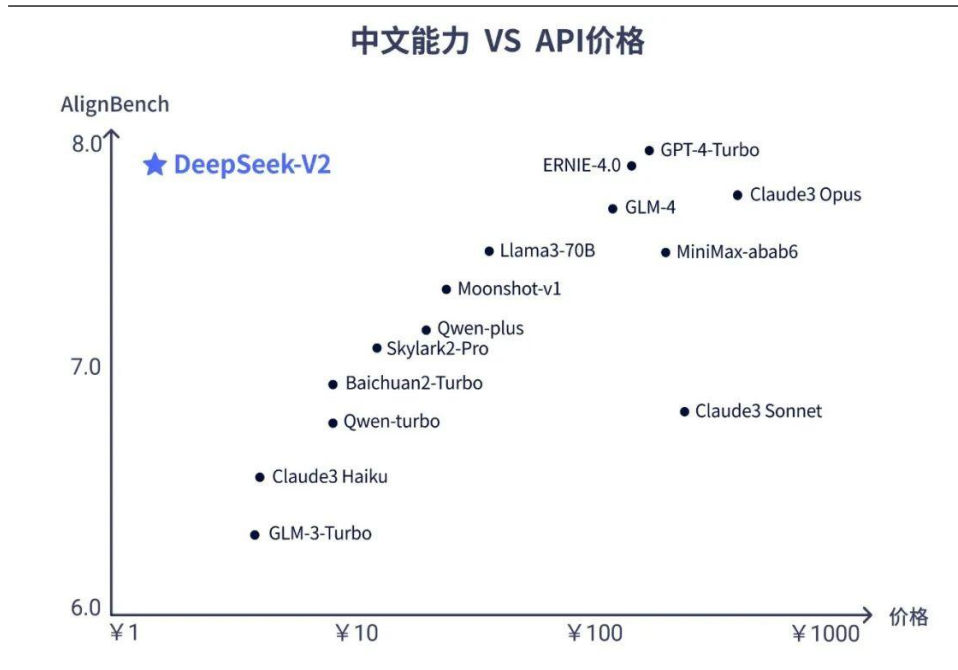 中文能力 VS API价格
AlignBench
8.0
DeepSeek-V2
GPT-4-Turbo
ERNIE-4.0
Claude3 Opus
GLM-4
Llama3-70B
MiniMax-abab6
Moonshot-v1
Qwen-plus
Skylark2-Pro
7.0
Baichuan2-Turbo
Claude3 Sonnet
Qwen-turbo
Claude3 Haiku
GLM-3-Turbo
6.0
价格
￥1 ￥10 ￥100 ￥1000